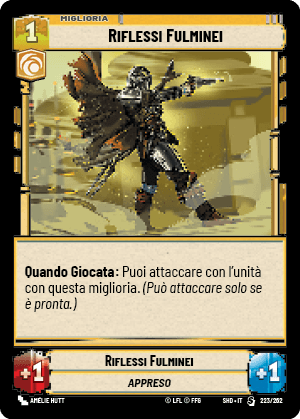 MIGLIORIA
1
RIFLESSI FULMINEI
Quando Giocata: Puoi attaccare con l'unità
con questa miglioria. (Può attaccare solo se
è pronta.)
RIFLESSI FULMINEI
+1
APPRESO
+1
AMÉLIE HUTT
© LFL © FFG
SHD • IT
223/262